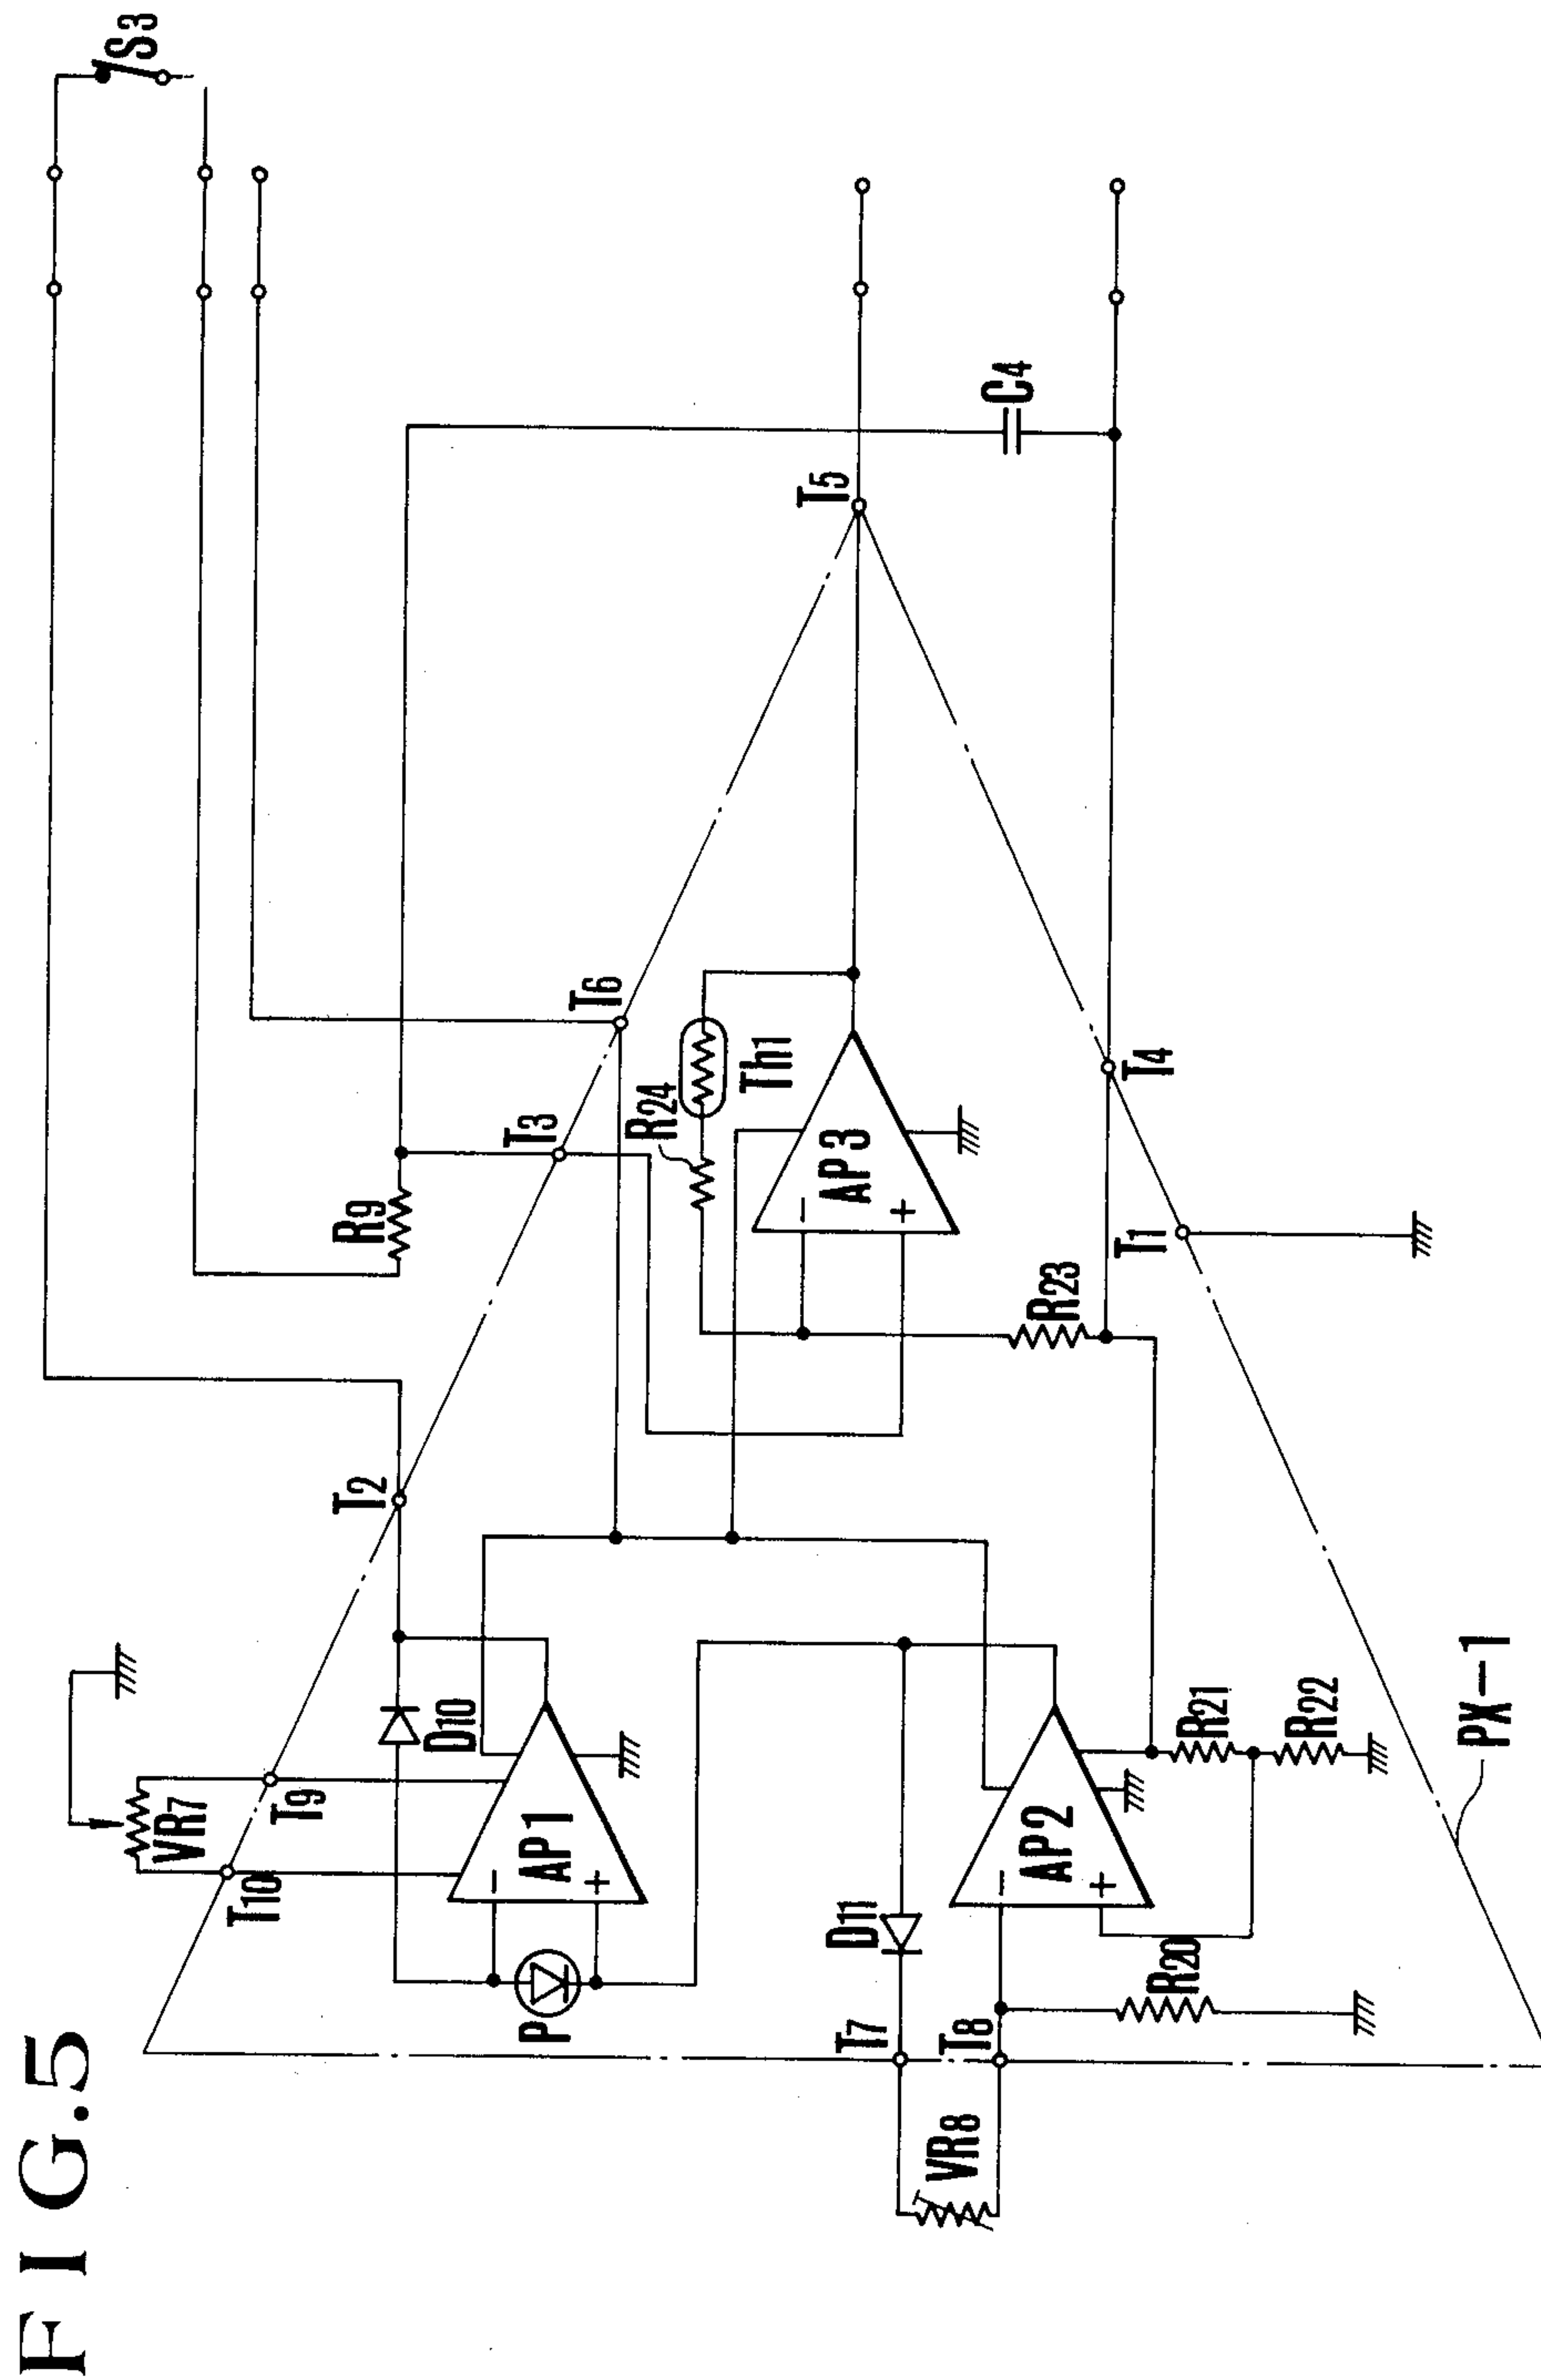 FIG.5
S3
VR7
T10
T9
T2
D10
R9
T3
T6
T5
C4
P
-
+
AP1
R24
Th1
-
+
AP3
T7
D11
T8
VR8
-
+
AP2
R20
R21
R22
R23
T1
T4
PX-1